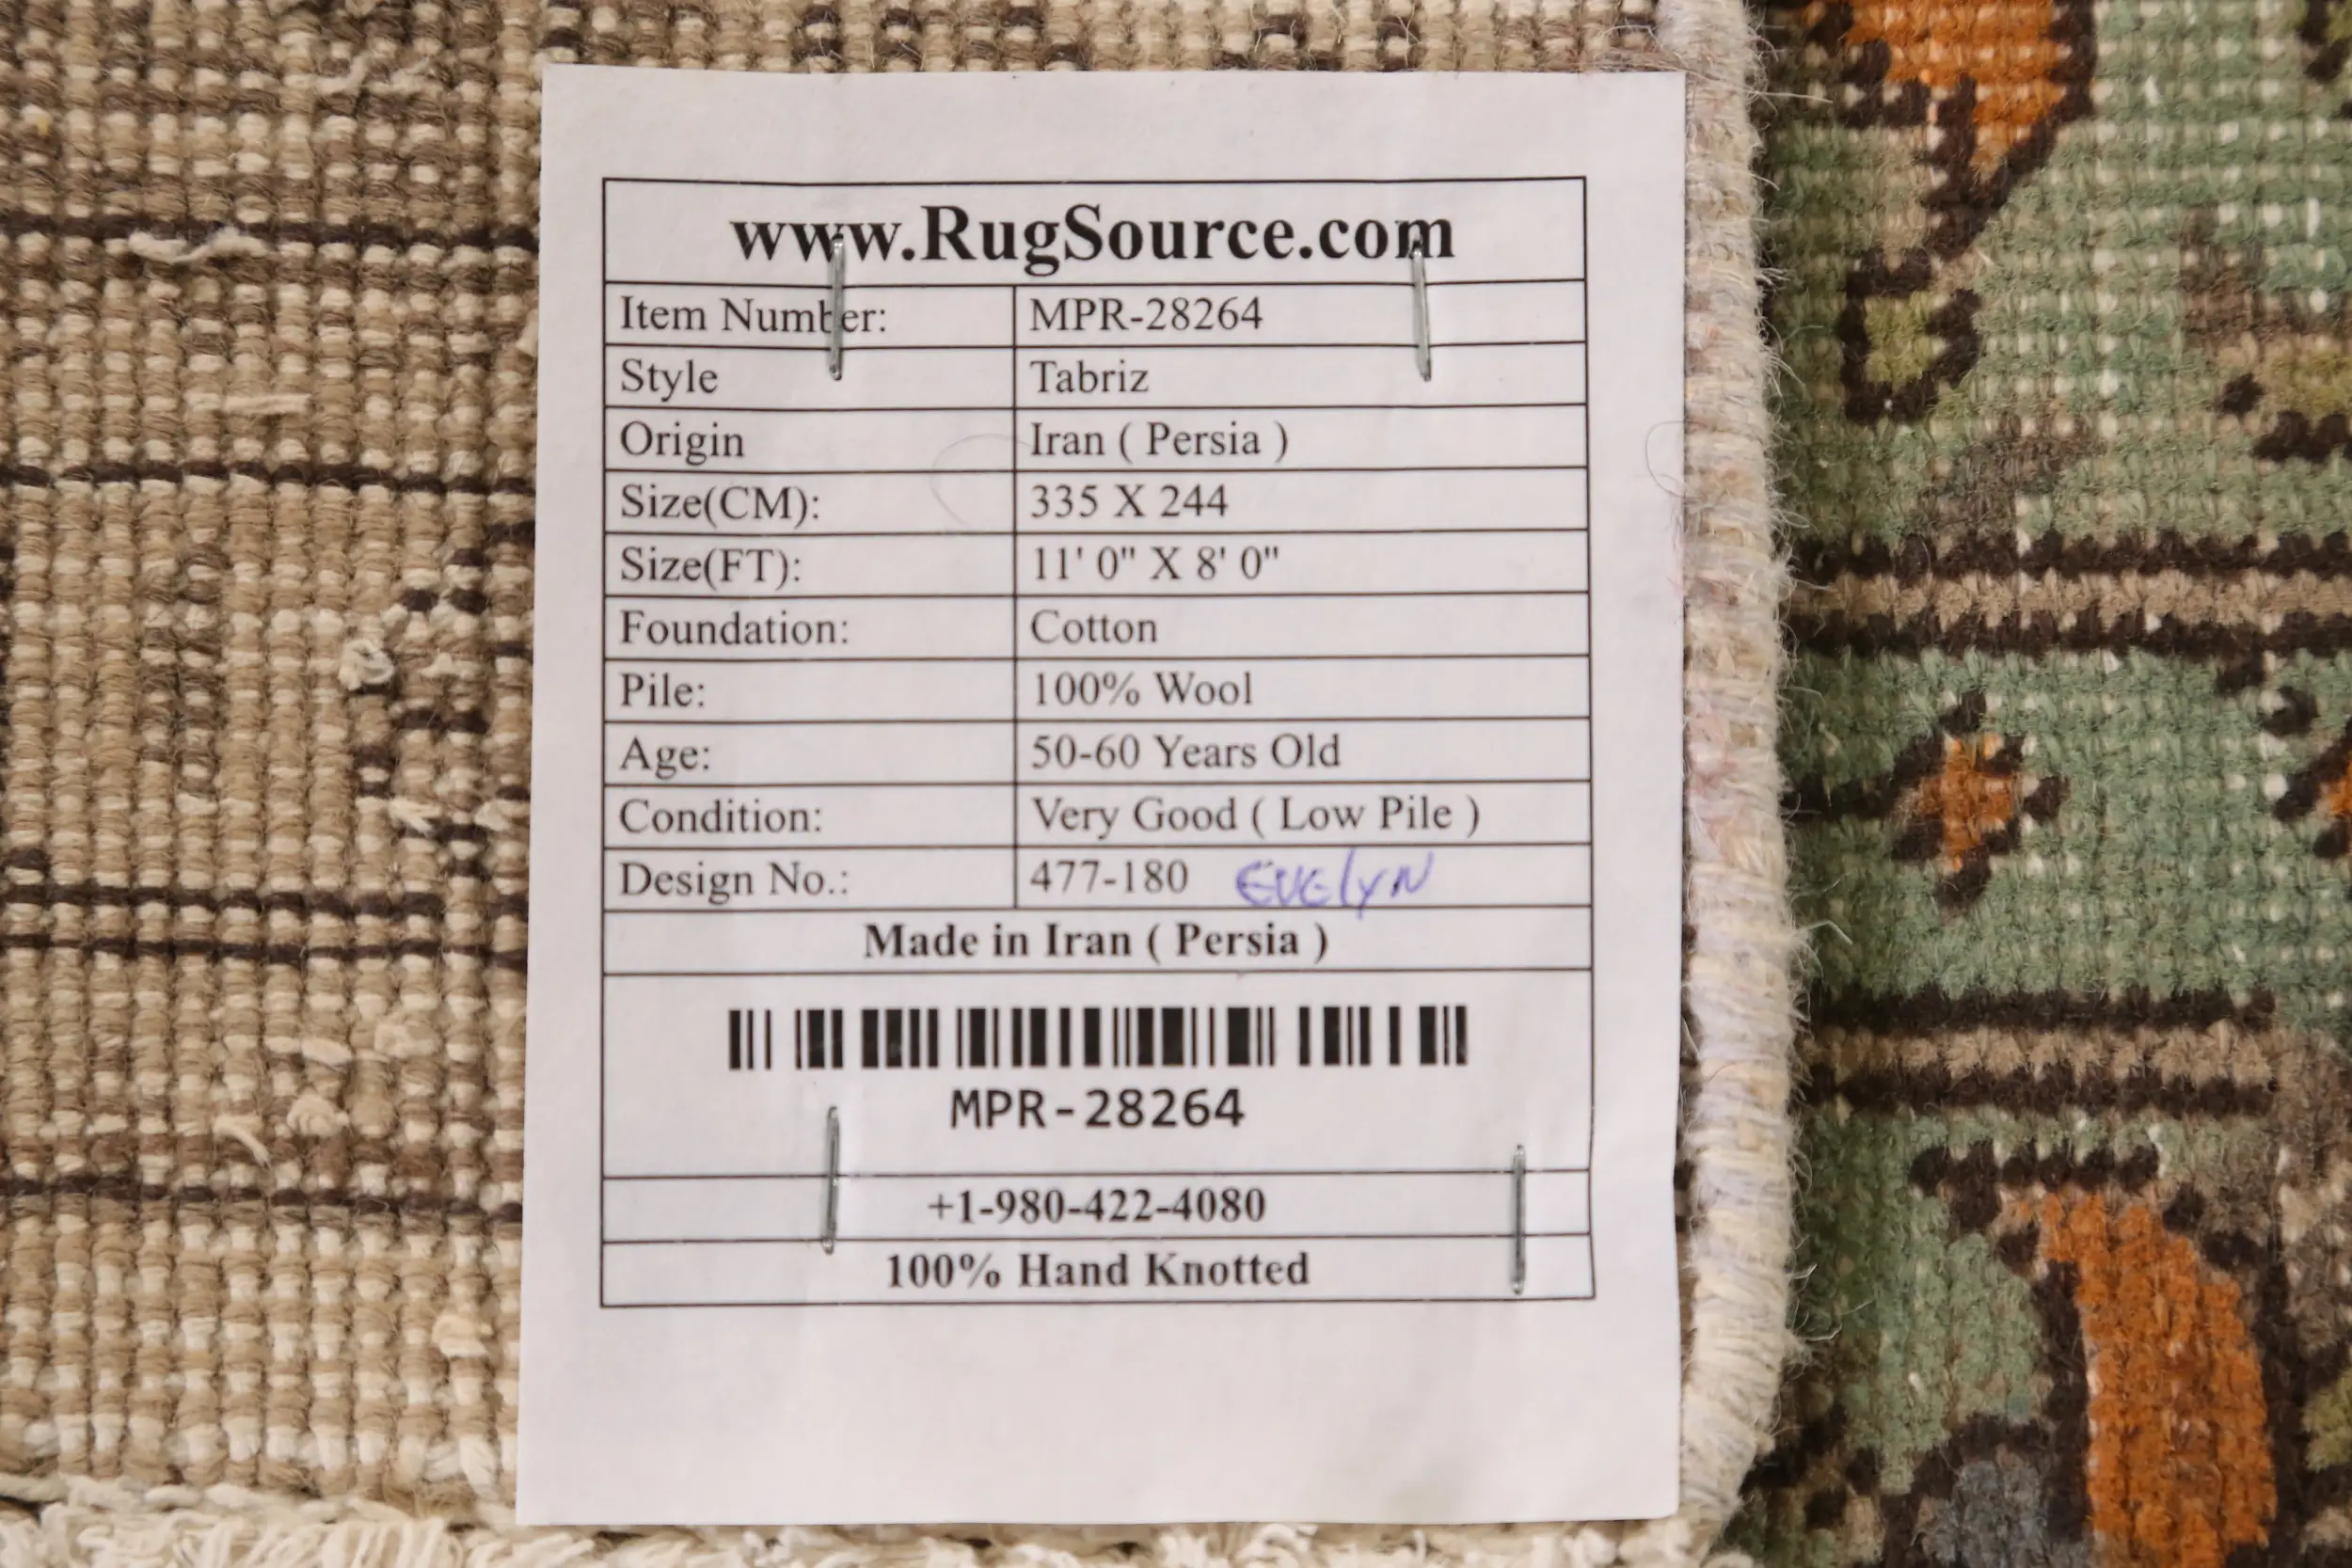 www.RugSource.com
Item Number: MPR-28264
Style Tabriz
Origin Iran ( Persia )
Size(CM): 335 X 244
Size(FT): 11' 0" X 8' 0"
Foundation: Cotton
Pile: 100% Wool
Age: 50-60 Years Old
Condition: Very Good ( Low Pile )
Design No.: 477-180 EVElyN
Made in Iran ( Persia )
MPR-28264
+1-980-422-4080
100% Hand Knotted